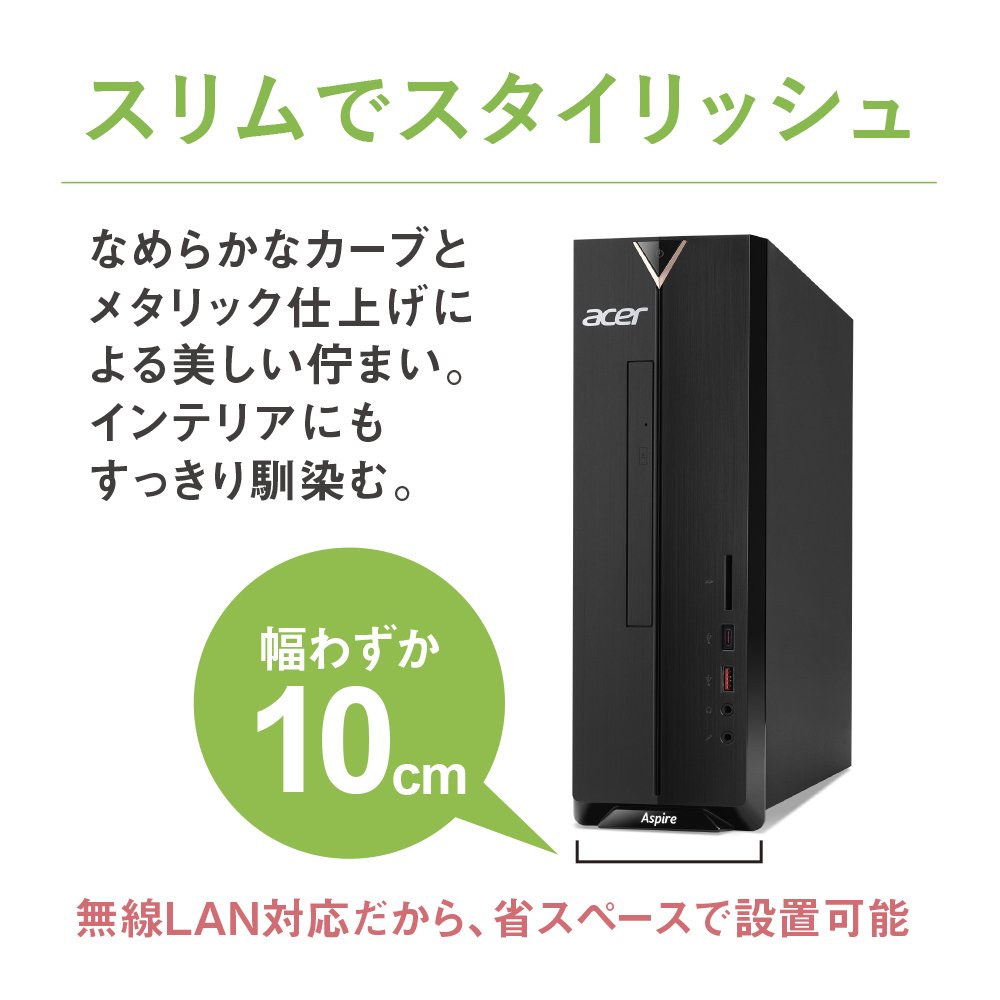 スリムでスタイリッシュ
なめらかなカーブと
メタリック仕上げに
よる美しい佇まい。
インテリアにも
すっきり馴染む。
acer
幅わずか
10cm
Aspire
無線LAN対応だから、省スペースで設置可能